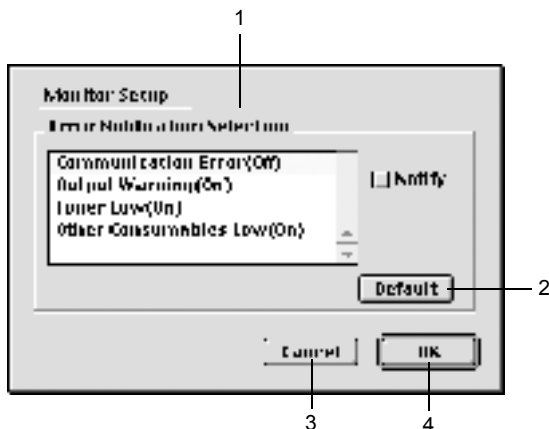 1
Monitor Setup
Error Notification Selection
Communication Error(Off)
Output Warning(On)
Toner Low(On)
Other Consumables Low(On)
Notify
Default
2
Cancel
OK
3
4